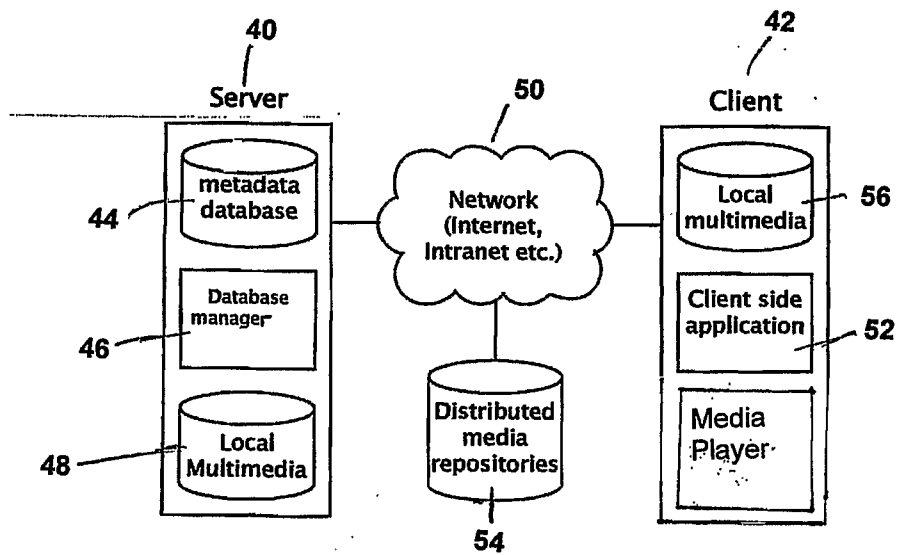 40
Server
metadada
database
44
Database
manager
46
Local
Multimedia
48
50
Network
(Internet,
Intranet etc.)
Distributed
media
repositories
54
42
Client
Local
multimedia
56
Client side
application
52
Media
Player